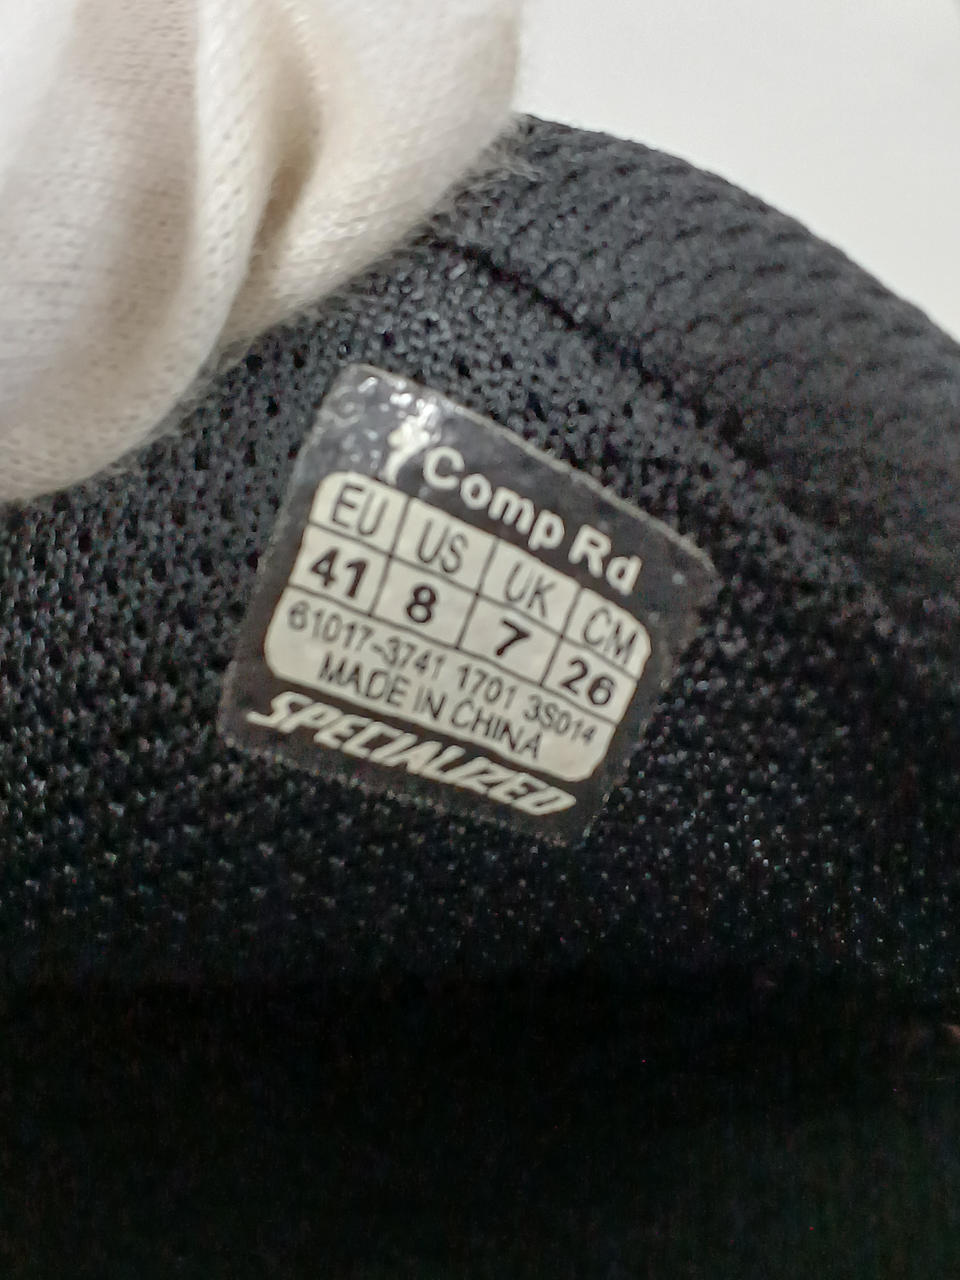 Comp Rd
EU US UK CM
41 8 7 26
61017-3741 1701 3S014
MADE IN CHINA
SPECIALIZED